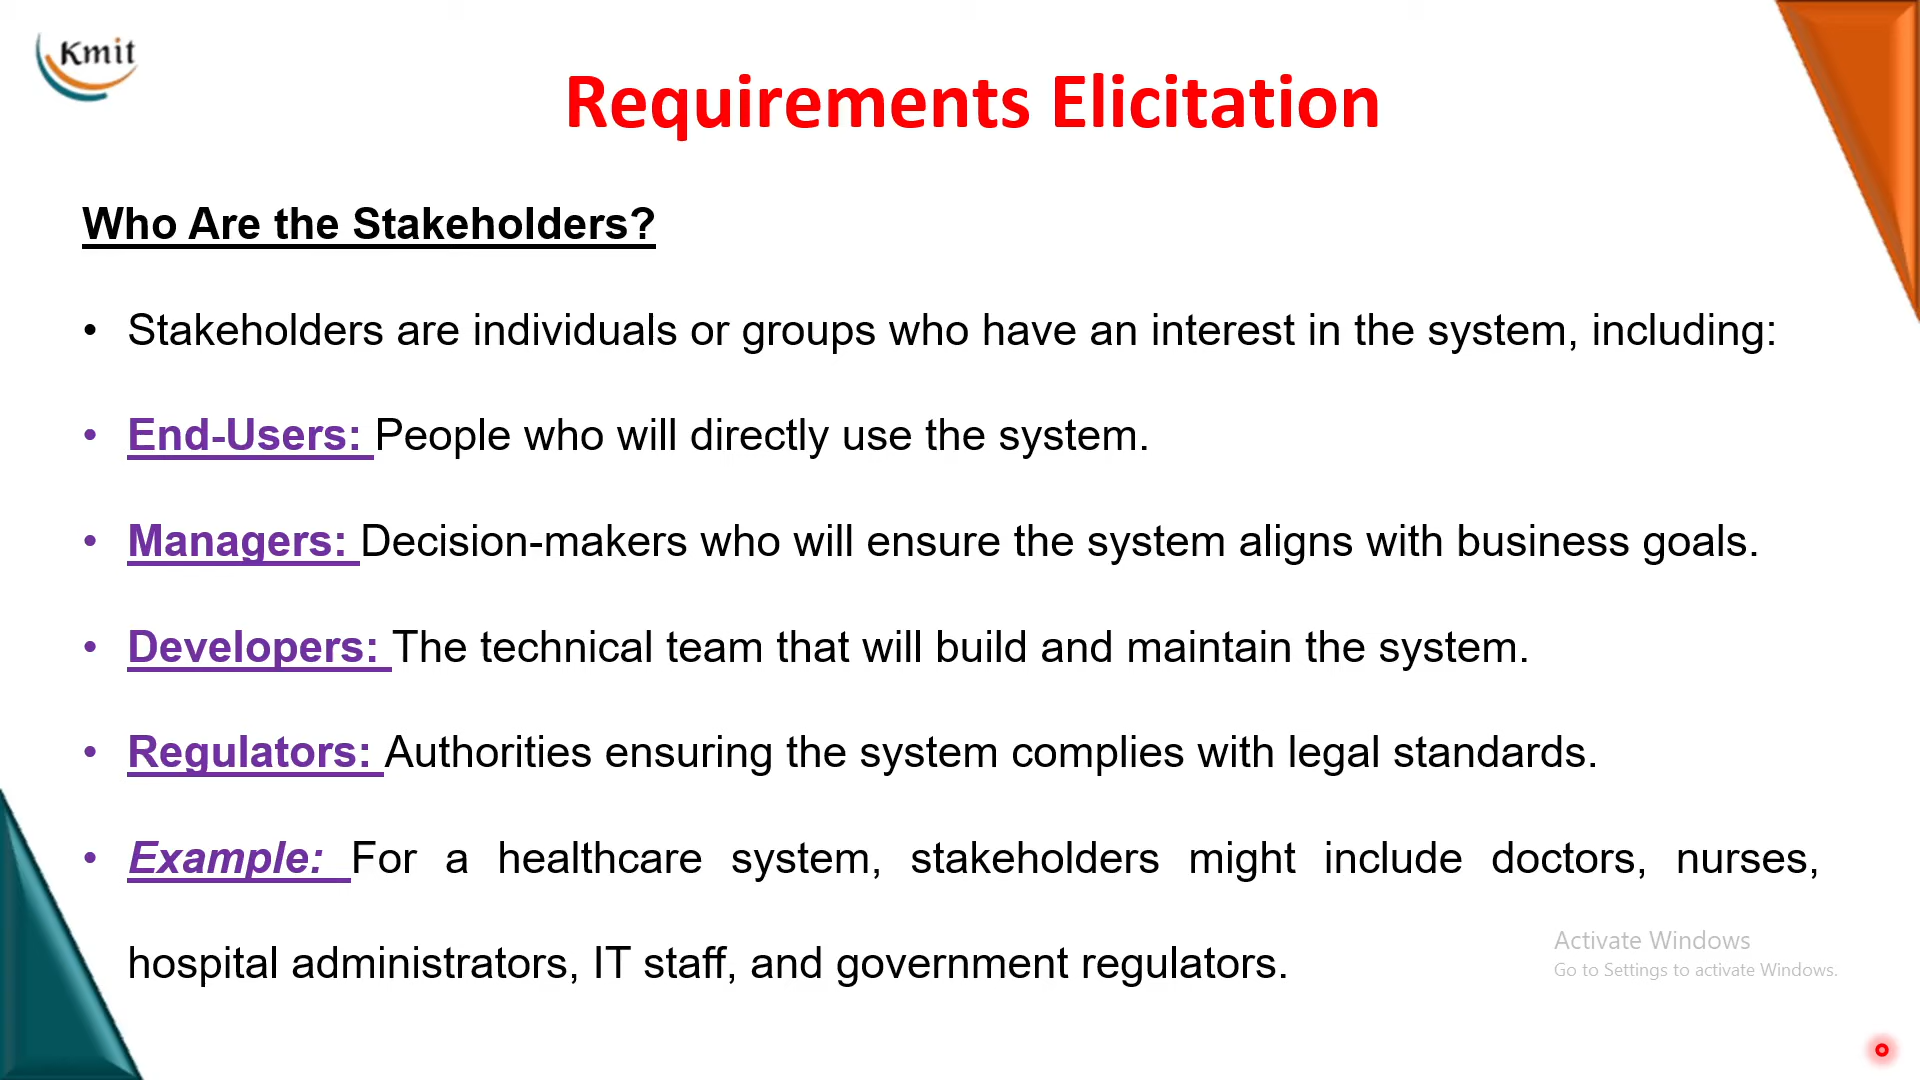 Kmit
Requirements Elicitation
Who Are the Stakeholders?
• Stakeholders are individuals or groups who have an interest in the system, including:
• End-Users: People who will directly use the system.
• Managers: Decision-makers who will ensure the system aligns with business goals.
• Developers: The technical team that will build and maintain the system.
• Regulators: Authorities ensuring the system complies with legal standards.
• Example: For a healthcare system, stakeholders might include doctors, nurses,
hospital administrators, IT staff, and government regulators.
Activate Windows
Go to Settings to activate Windows.